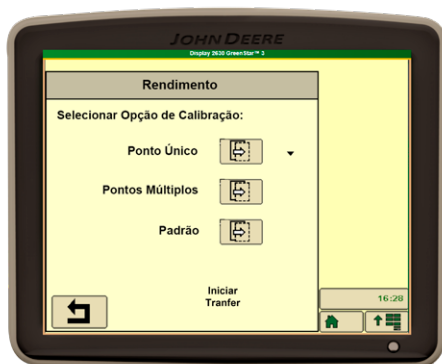 JOHN DEERE
Display 2630 GreenStar™ 3
Rendimento
Selecionar Opção de Calibração:
Ponto Único
Pontos Múltiplos
Padrão
Iniciar
Tranfer
16:28